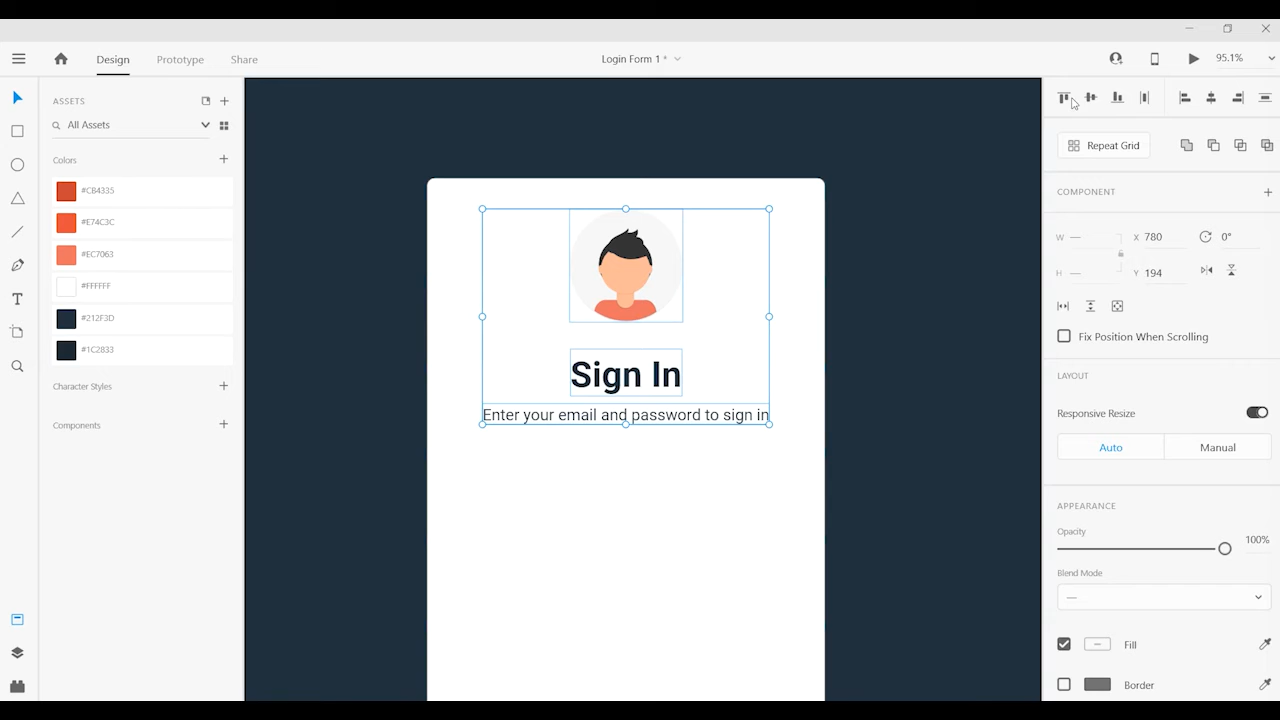 Design
Prototype
Share
Login Form 1 *
95.1%
ASSETS
All Assets
Colors
#CB4335
#E74C3C
#EC7063
#FFFFFF
#212F3D
#1C2833
Character Styles
Components
Sign In
Enter your email and password to sign in
Repeat Grid
COMPONENT
W — X 780 0°
H — Y 194
Fix Position When Scrolling
LAYOUT
Responsive Resize
Auto Manual
APPEARANCE
Opacity
100%
Blend Mode
—
Fill
Border